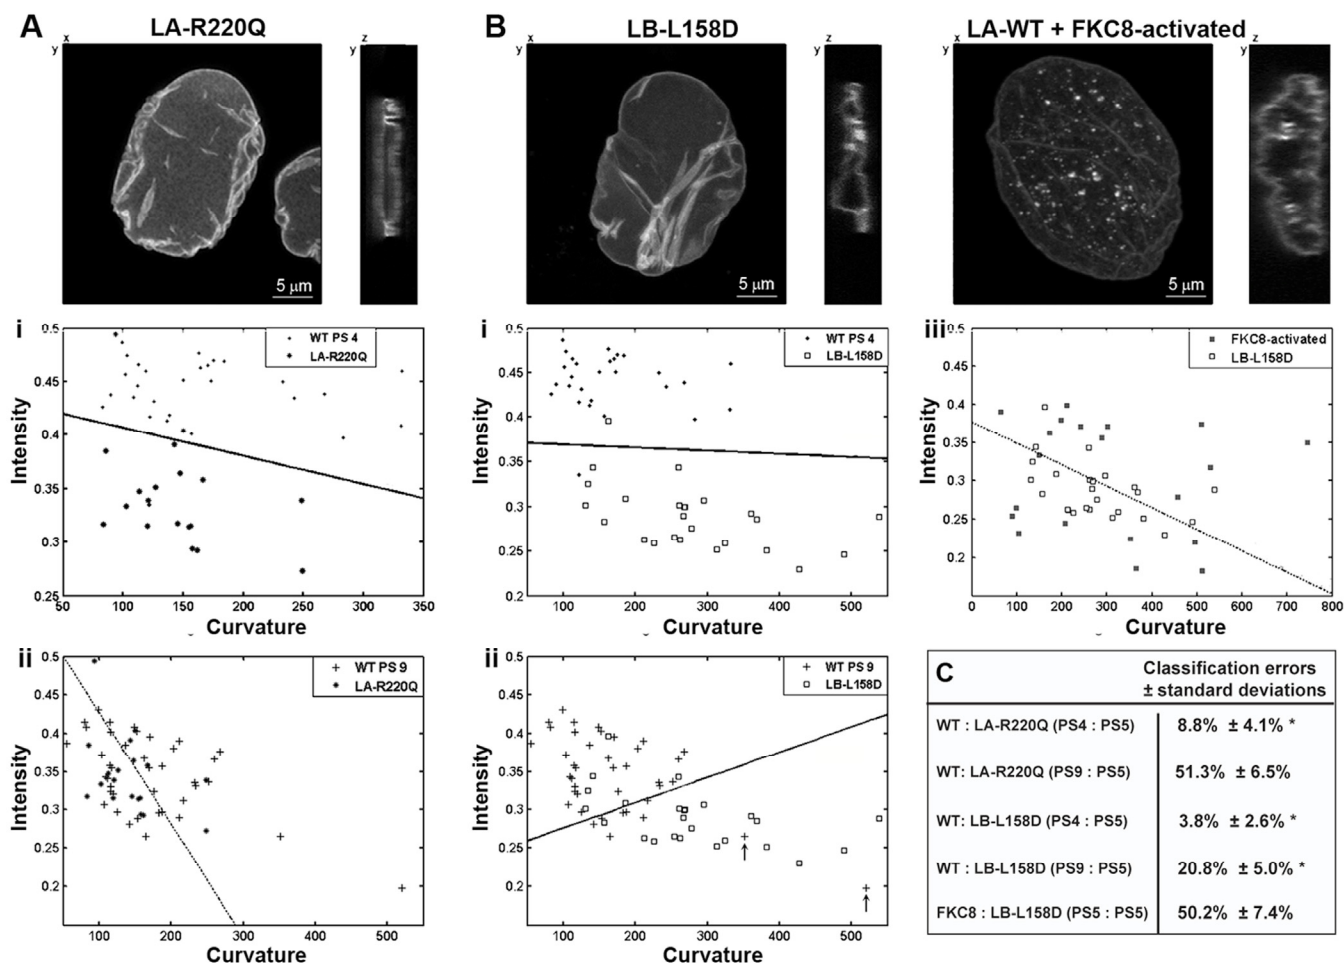 A LA-R220Q
x
y
z
5 μm
B LB-L158D
x
y
z
5 μm
LA-WT + FKC8-activated
x
y
z
5 μm
i
0.5
0.45
0.4
0.35
0.3
0.25
Intensity
WT PS 4
LA-R220Q
50 100 150 200 250 300 350
Curvature
i
0.5
0.45
0.4
0.35
0.3
0.25
0.2
Intensity
WT PS 4
LB-L158D
100 200 300 400 500
Curvature
iii
0.5
0.4
0.35
0.3
0.25
0.2
Intensity
FKC8-activated
LB-L158D
0 100 200 300 400 500 600 700 800
Curvature
ii
0.5
0.45
0.4
0.35
0.3
0.25
0.2
Intensity
WT PS 9
LA-R220Q
100 200 300 400 500
Curvature
ii
0.5
0.45
0.4
0.35
0.3
0.25
0.2
Intensity
WT PS 9
LB-L158D
100 200 300 400 500
Curvature
C
Classification errors
± standard deviations
WT : LA-R220Q (PS4 : PS5) 8.8% ± 4.1% *
WT: LA-R220Q (PS9 : PS5) 51.3% ± 6.5%
WT: LB-L158D (PS4 : PS5) 3.8% ± 2.6% *
WT : LB-L158D (PS9 : PS5) 20.8% ± 5.0% *
FKC8 : LB-L158D (PS5 : PS5) 50.2% ± 7.4%